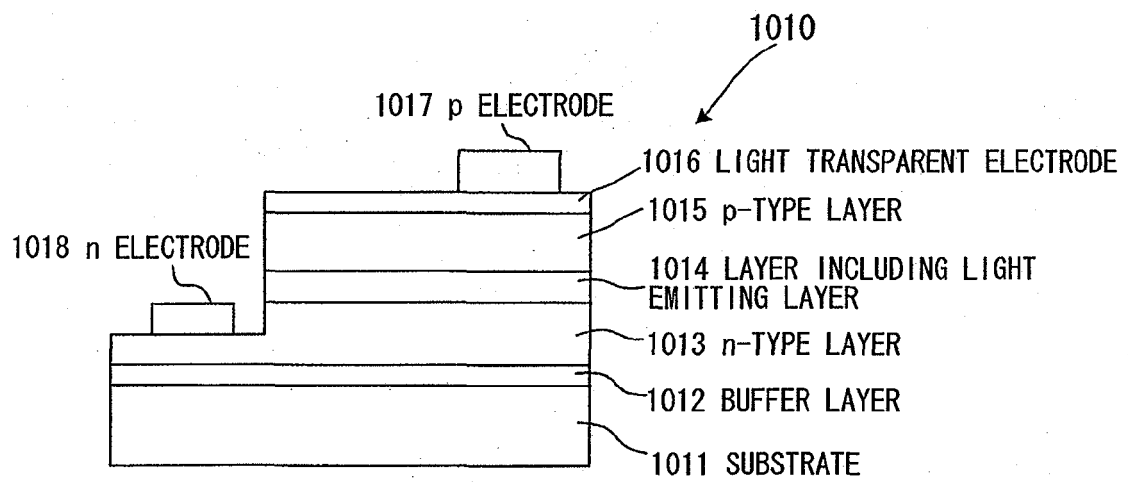 1010
1017 p ELECTRODE
1016 LIGHT TRANSPARENT ELECTRODE
1015 p-TYPE LAYER
1018 n ELECTRODE
1014 LAYER INCLUDING LIGHT
EMITTING LAYER
1013 n-TYPE LAYER
1012 BUFFER LAYER
1011 SUBSTRATE